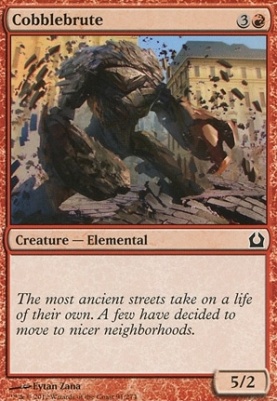 Cobblebrute 3
Creature — Elemental
The most ancient streets take on a life
of their own. A few have decided to
move to nicer neighborhoods.
Eytan Zana
5/2